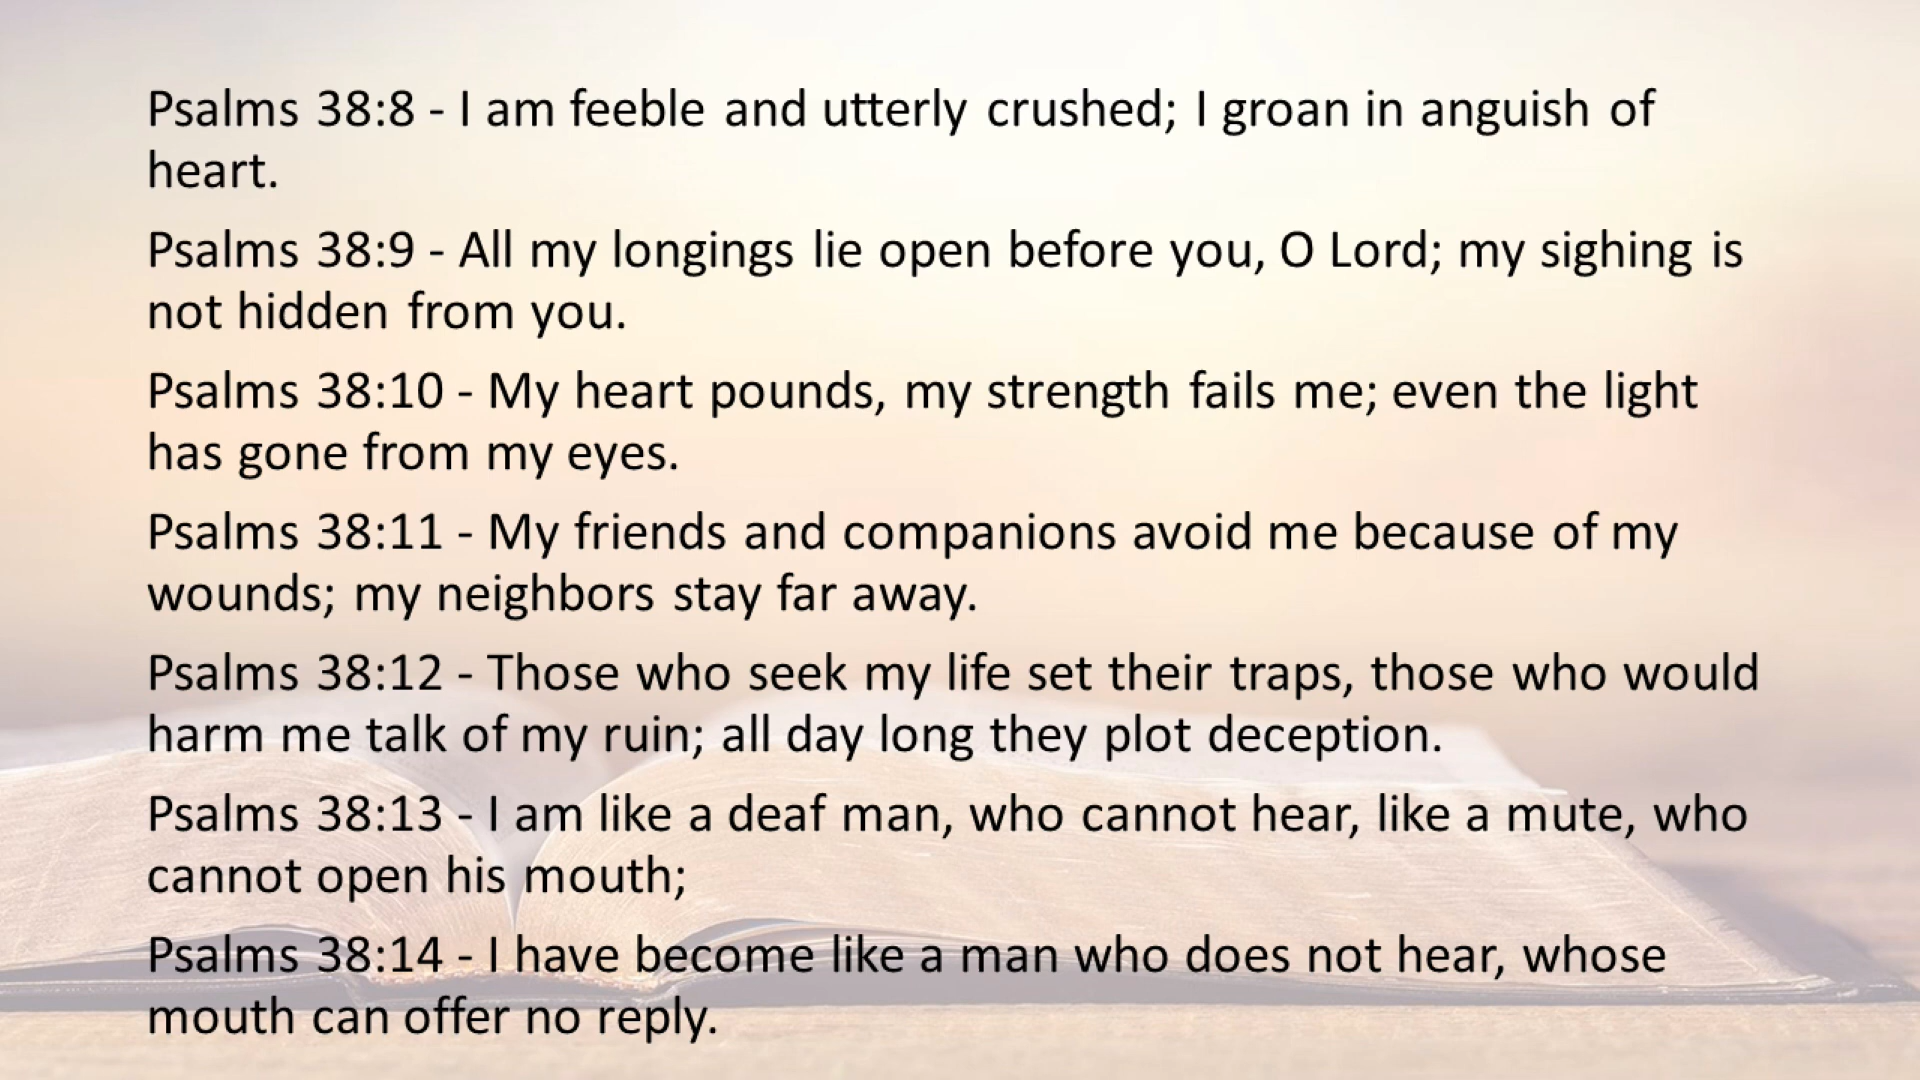 Psalms 38:8 - I am feeble and utterly crushed; I groan in anguish of
heart.
Psalms 38:9 - All my longings lie open before you, O Lord; my sighing is
not hidden from you.
Psalms 38:10 - My heart pounds, my strength fails me; even the light
has gone from my eyes.
Psalms 38:11 - My friends and companions avoid me because of my
wounds; my neighbors stay far away.
Psalms 38:12 - Those who seek my life set their traps, those who would
harm me talk of my ruin; all day long they plot deception.
Psalms 38:13 - I am like a deaf man, who cannot hear, like a mute, who
cannot open his mouth;
Psalms 38:14 - I have become like a man who does not hear, whose
mouth can offer no reply.